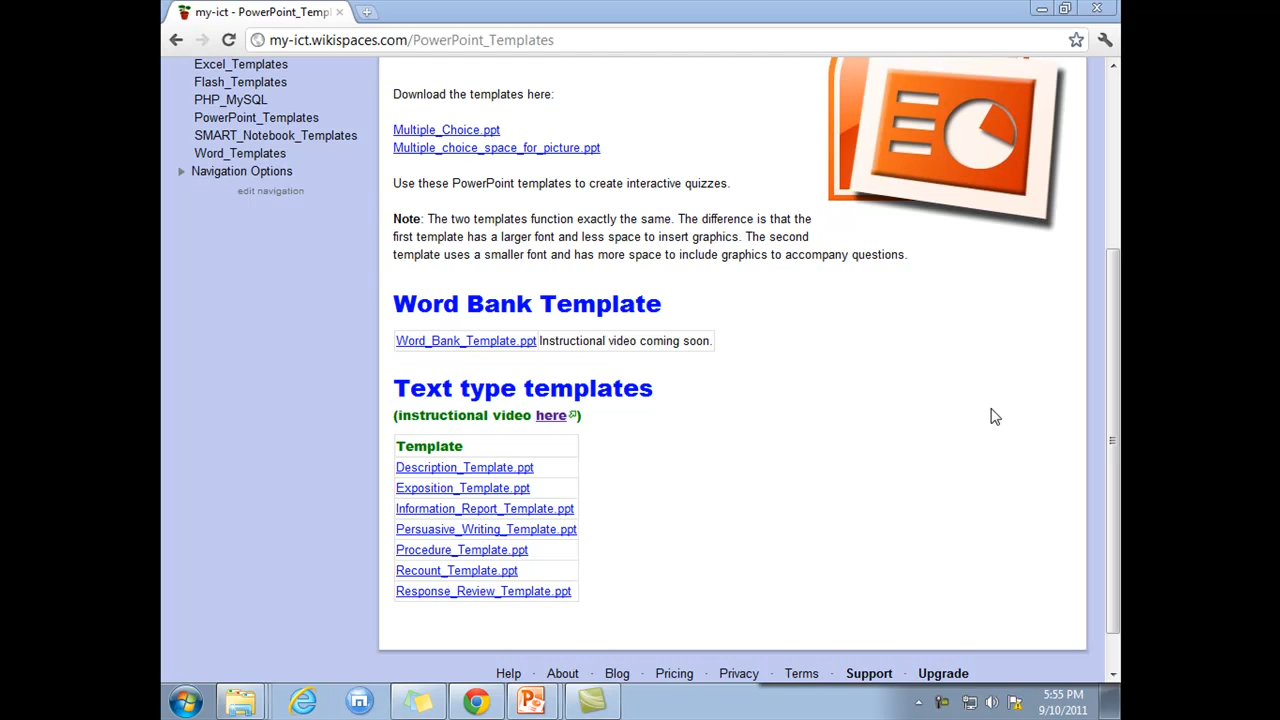 my-ict - PowerPoint_Templ
my-ict.wikispaces.com/PowerPoint_Templates
Excel_Templates
Flash_Templates
PHP_MySQL
PowerPoint_Templates
SMART_Notebook_Templates
Word_Templates
Navigation Options
edit navigation
Download the templates here:
Multiple_Choice.ppt
Multiple_choice_space_for_picture.ppt
Use these PowerPoint templates to create interactive quizzes.
Note: The two templates function exactly the same. The difference is that the
first template has a larger font and less space to insert graphics. The second
template uses a smaller font and has more space to include graphics to accompany questions.
Word Bank Template
Word_Bank_Template.ppt Instructional video coming soon.
Text type templates
(instructional video here)
Template
Description_Template.ppt
Exposition_Template.ppt
Information_Report_Template.ppt
Persuasive_Writing_Template.ppt
Procedure_Template.ppt
Recount_Template.ppt
Response_Review_Template.ppt
Help · About · Blog · Pricing · Privacy · Terms · Support · Upgrade
5:55 PM
9/10/2011